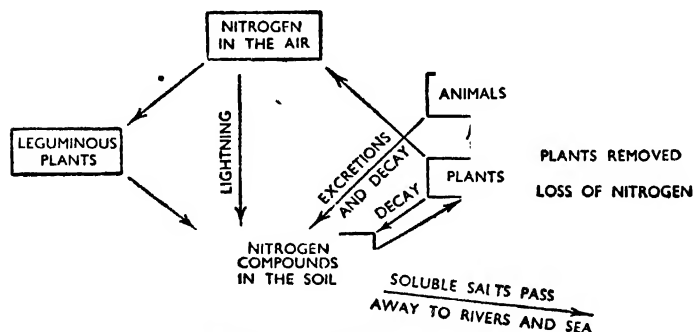 NITROGEN
IN THE AIR
ANIMALS
LEGUMINOUS
PLANTS
LIGHTNING
EXCRETIONS
AND DECAY
PLANTS REMOVED
PLANTS
LOSS OF NITROGEN
DECAY
NITROGEN
COMPOUNDS
IN THE SOIL
SOLUBLE SALTS PASS
AWAY TO RIVERS AND SEA